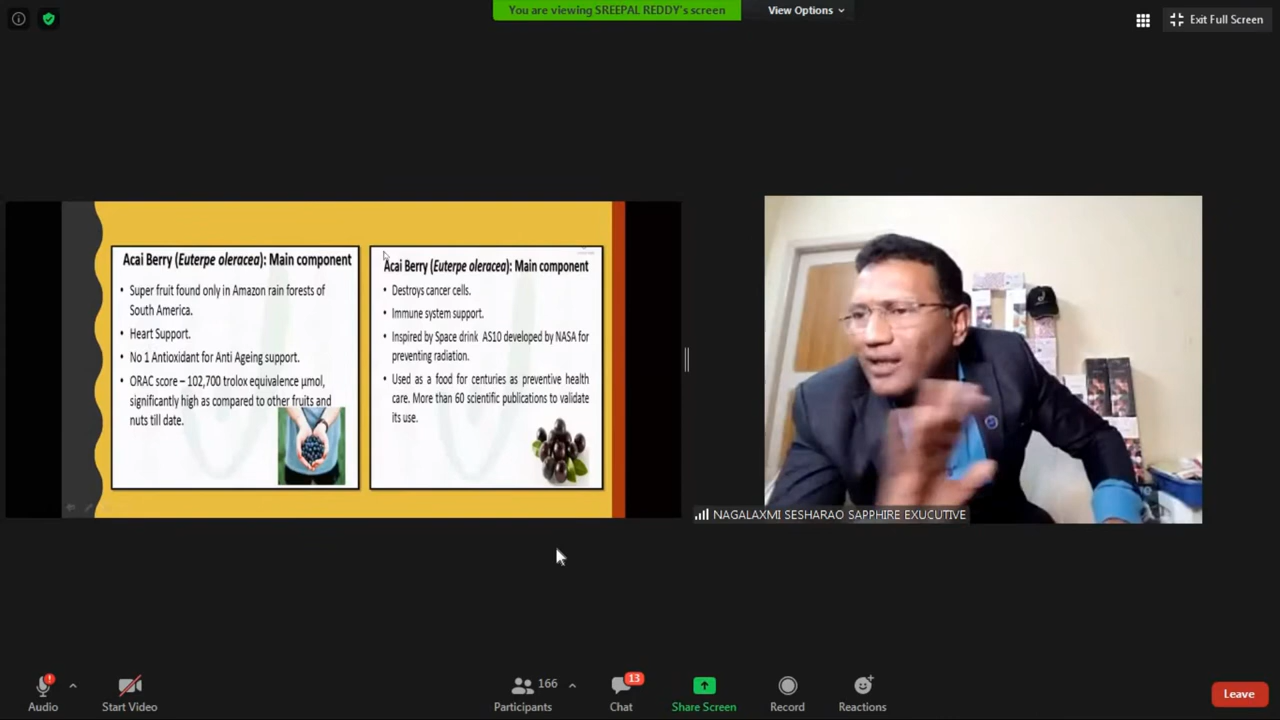 You are viewing SREEPAL REDDY's screen
View Options
Exit Full Screen
Acai Berry (Euterpe oleracea): Main component
• Super fruit found only in Amazon rain forests of
South America.
• Heart Support.
• No 1 Antioxidant for Anti Ageing support.
• ORAC score – 102,700 trolox equivalence µmol,
significantly high as compared to other fruits and
nuts till date.
Acai Berry (Euterpe oleracea): Main component
• Destroys cancer cells.
• Immune system support.
• Inspired by Space drink AS10 developed by NASA for
preventing radiation.
• Used as a food for centuries as preventive health
care. More than 60 scientific publications to validate
its use.
NAGALAXMI SESHARAO SAPPHIRE EXUCUTIVE
Audio
Start Video
166
Participants
13
Chat
Share Screen
Record
Reactions
Leave